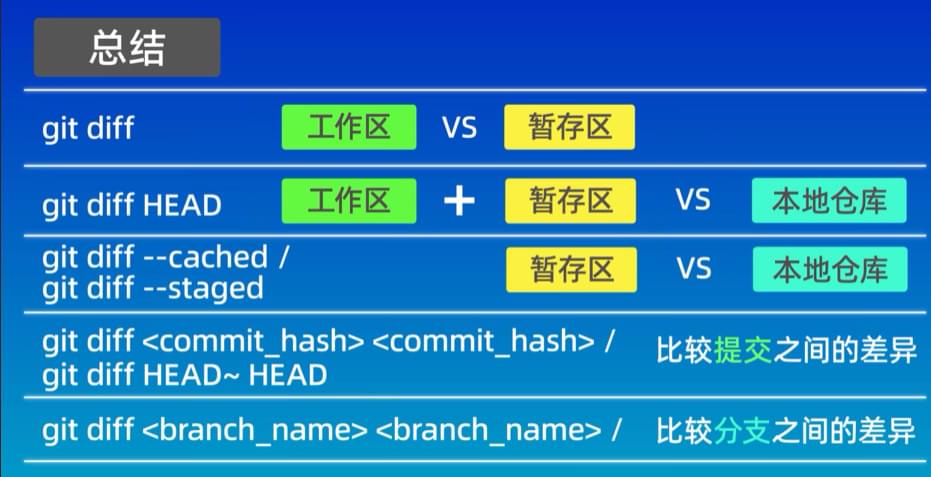 总结
git diff 工作区 VS 暂存区
git diff HEAD 工作区 + 暂存区 VS 本地仓库
git diff --cached /
git diff --staged 暂存区 VS 本地仓库
git diff <commit_hash> <commit_hash> /
git diff HEAD~ HEAD 比较提交之间的差异
git diff <branch_name> <branch_name> / 比较分支之间的差异